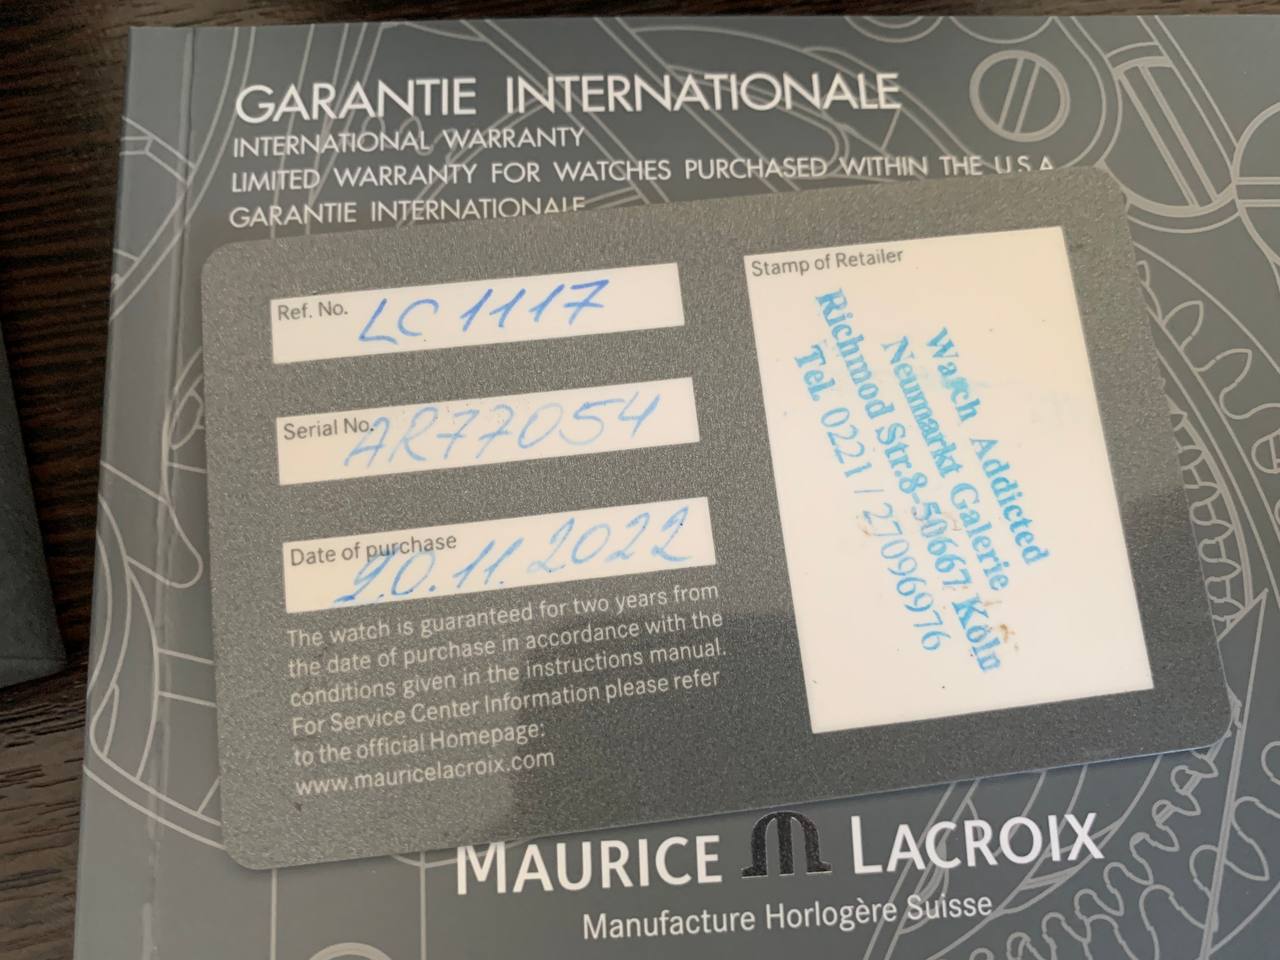 GARANTIE INTERNATIONALE
INTERNATIONAL WARRANTY
LIMITED WARRANTY FOR WATCHES PURCHASED WITHIN THE U.S.A
GARANTIE INTERNATIONALE
Ref. No. LC 1117
Serial No. AR77054
Date of purchase 20.11.2022
The watch is guaranteed for two years from
the date of purchase in accordance with the
conditions given in the instructions manual.
For Service Center Information please refer
to the official Homepage:
www.mauricelacroix.com
Stamp of Retailer
Watch Addicted
Neumarkt Galerie
Richmod Str.8-50667 Köln
Tel. 0221 / 27096976
MAURICE LACROIX
Manufacture Horlogère Suisse